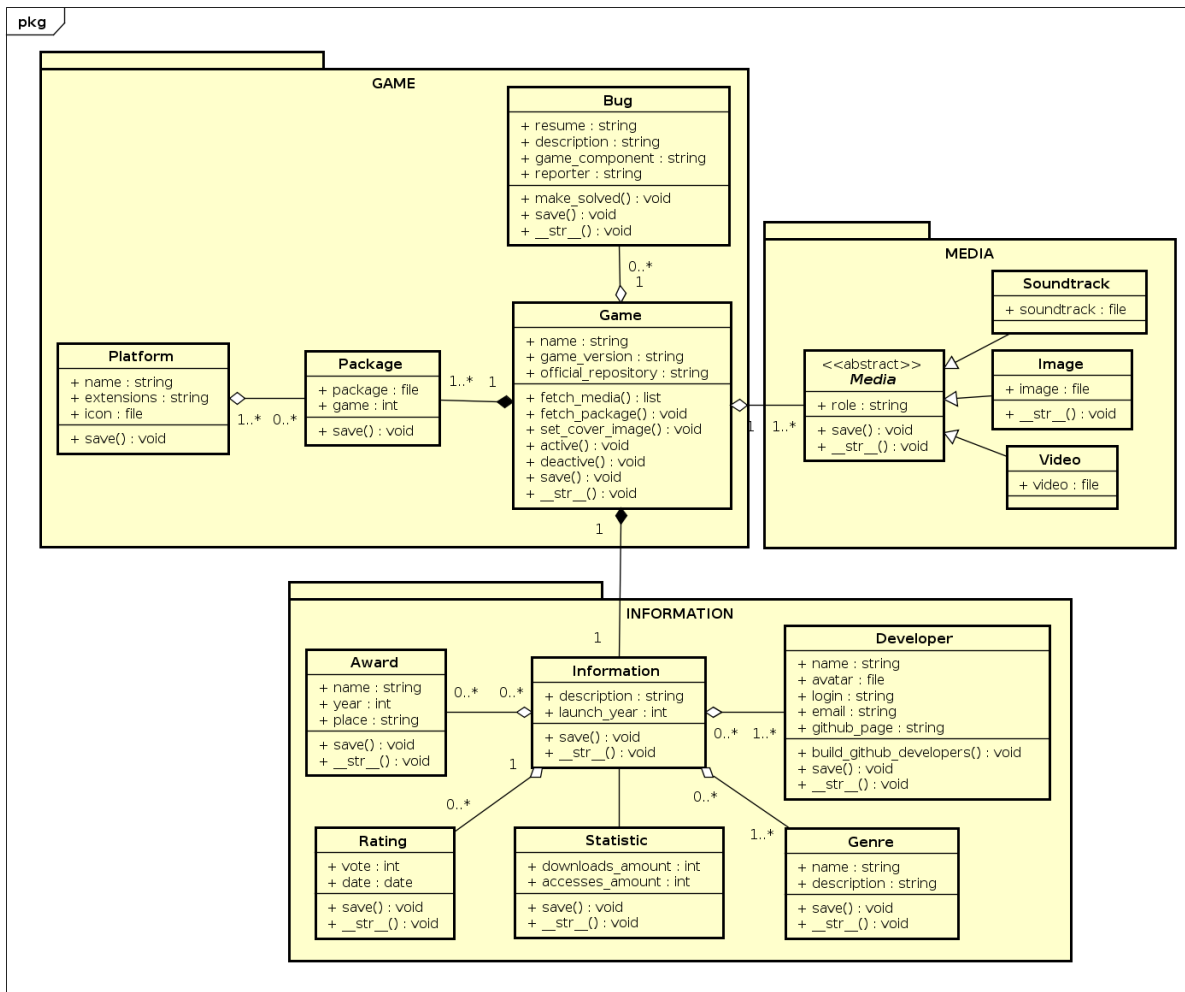 pkg
GAME
Bug
+ resume : string
+ description : string
+ game_component : string
+ reporter : string
+ make_solved() : void
+ save() : void
+ __str__() : void
0..*
1
Game
+ name : string
+ game_version : string
+ official_repository : string
+ fetch_media() : list
+ fetch_package() : void
+ set_cover_image() : void
+ active() : void
+ deactive() : void
+ save() : void
+ __str__() : void
Platform
+ name : string
+ extensions : string
+ icon : file
+ save() : void
1..*
0..*
Package
+ package : file
+ game : int
+ save() : void
1..*
1
1
1..*
1
MEDIA
<<abstract>>
Media
+ role : string
+ save() : void
+ __str__() : void
Soundtrack
+ soundtrack : file
Image
+ image : file
+ __str__() : void
Video
+ video : file
INFORMATION
1
Award
+ name : string
+ year : int
+ place : string
+ save() : void
+ __str__() : void
0..*
0..*
Information
+ description : string
+ launch_year : int
+ save() : void
+ __str__() : void
0..*
1..*
Developer
+ name : string
+ avatar : file
+ login : string
+ email : string
+ github_page : string
+ build_github_developers() : void
+ save() : void
+ __str__() : void
1
0..*
0..*
1..*
Rating
+ vote : int
+ date : date
+ save() : void
+ __str__() : void
Statistic
+ downloads_amount : int
+ accesses_amount : int
+ save() : void
+ __str__() : void
Genre
+ name : string
+ description : string
+ save() : void
+ __str__() : void